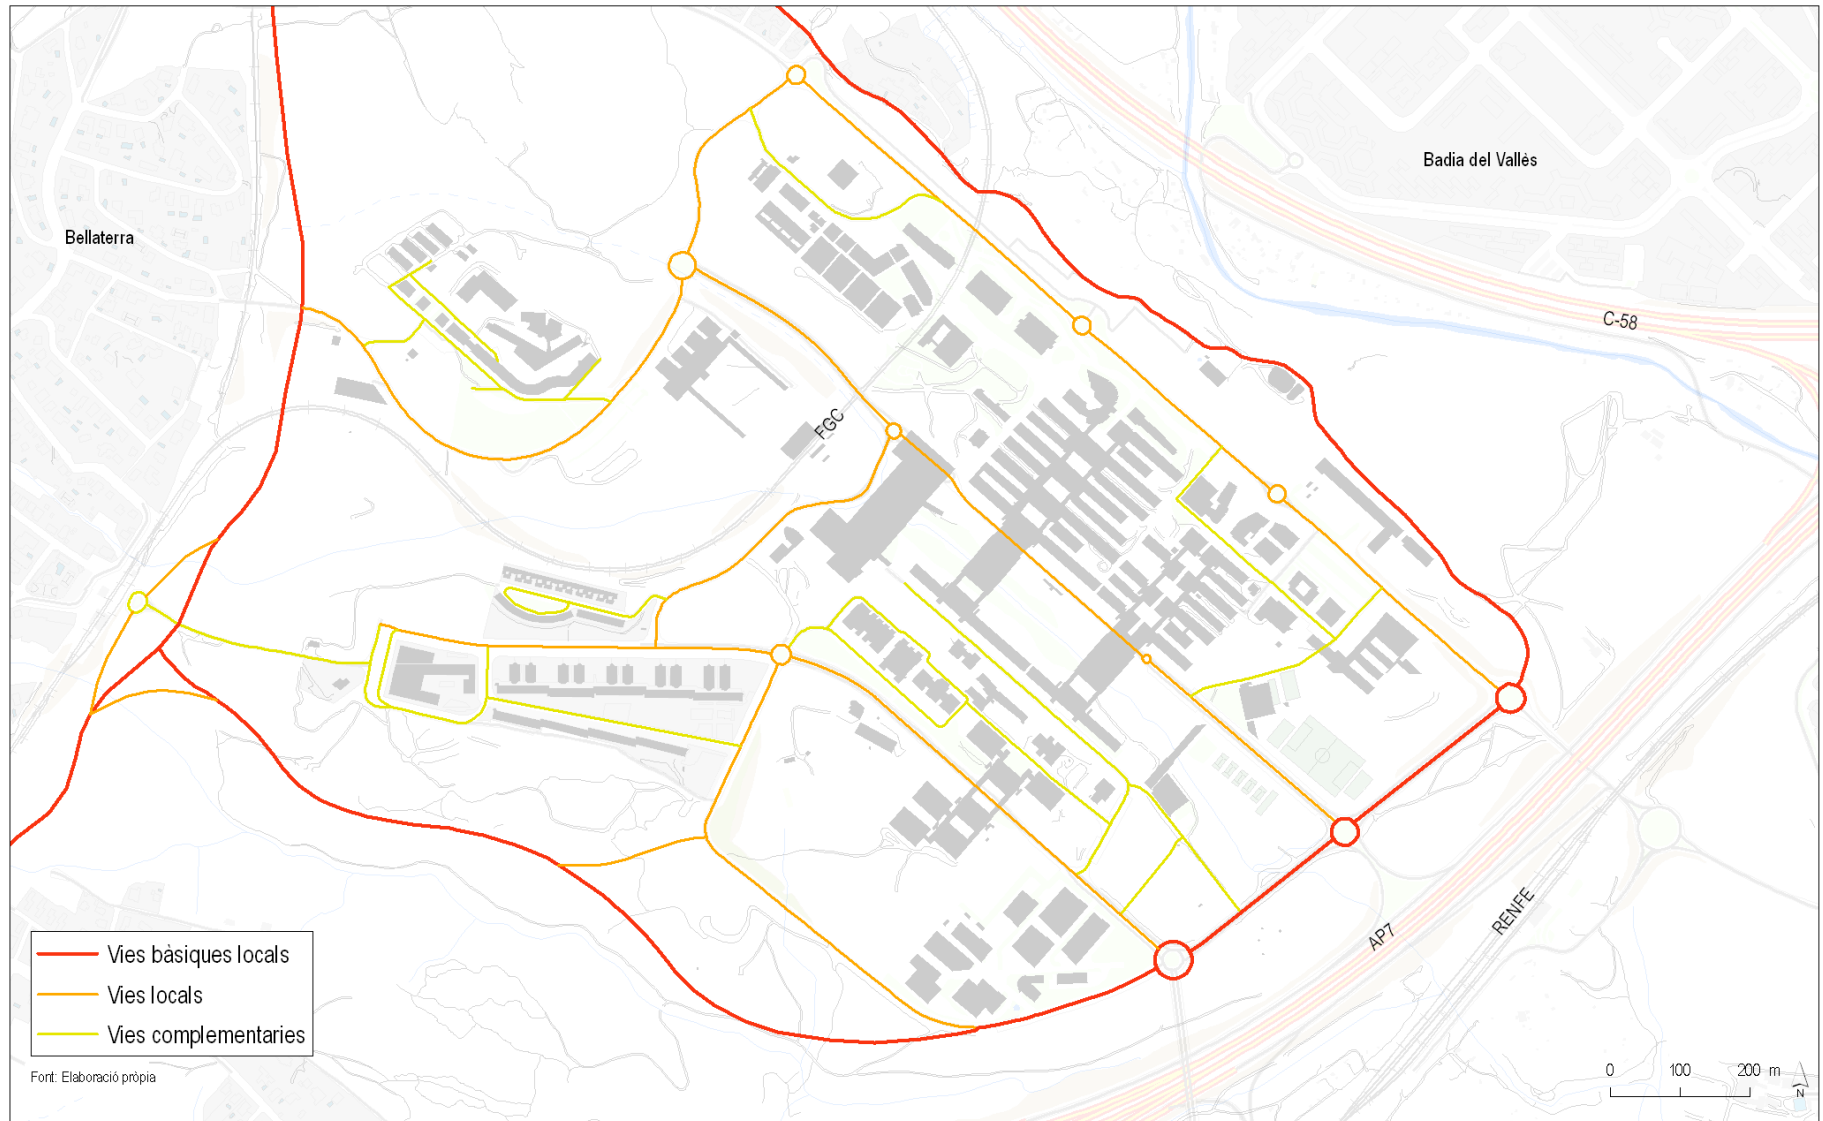 Badia del Vallès
Bellaterra
C-58
FGC
RENFE
AP7
Vies bàsiques locals
Vies locals
Vies complementaries
Font: Elaboració pròpia
0 100 200 m
N